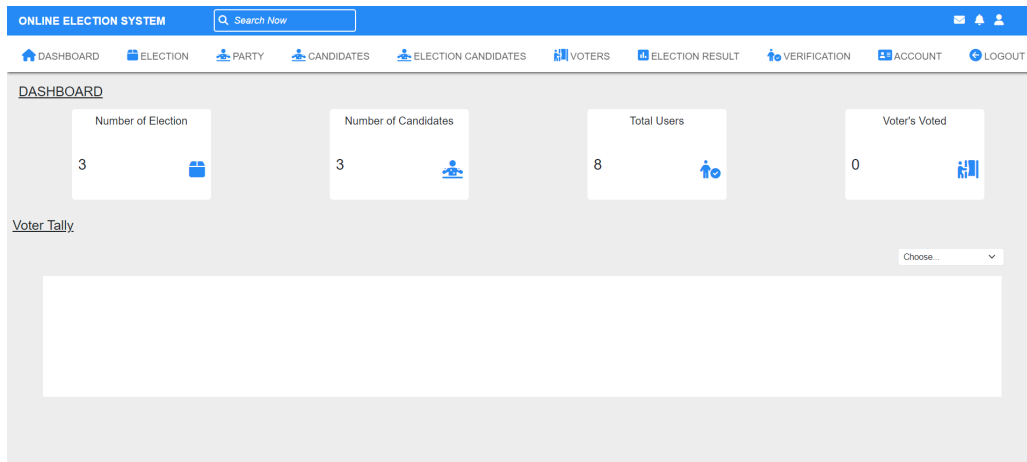 ONLINE ELECTION SYSTEM Search Now
DASHBOARD ELECTION PARTY CANDIDATES ELECTION CANDIDATES VOTERS ELECTION RESULT VERIFICATION ACCOUNT LOGOUT
DASHBOARD
Number of Election Number of Candidates Total Users Voter's Voted
3 3 8 0
Voter Tally
Choose...